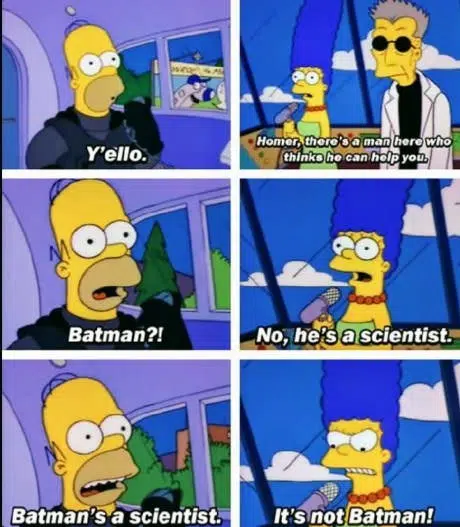 Y'ello.
Homer, there's a man here who
thinks he can help you.
Batman?!
No, he's a scientist.
Batman's a scientist.
It's not Batman!